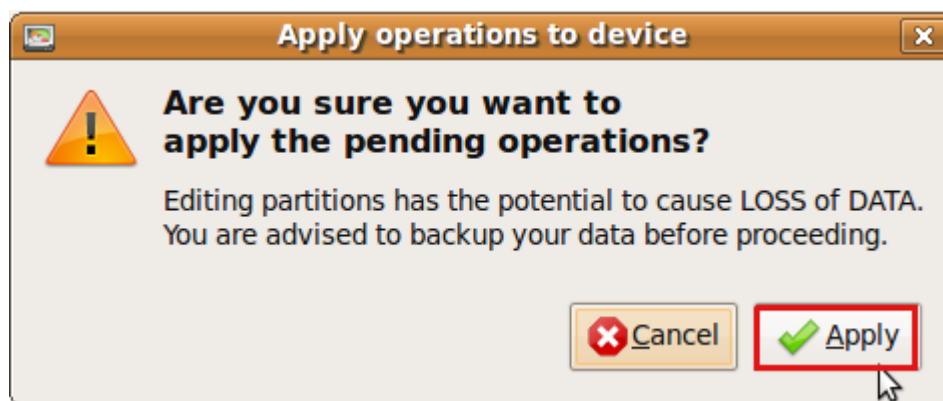 Apply operations to device
Are you sure you want to
apply the pending operations?
Editing partitions has the potential to cause LOSS of DATA.
You are advised to backup your data before proceeding.
Cancel Apply